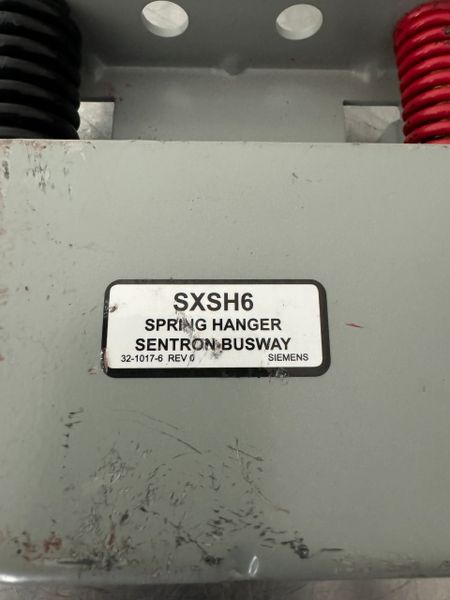 SXSH6
SPRING HANGER
SENTRON BUSWAY
32-1017-6 REV 0 SIEMENS